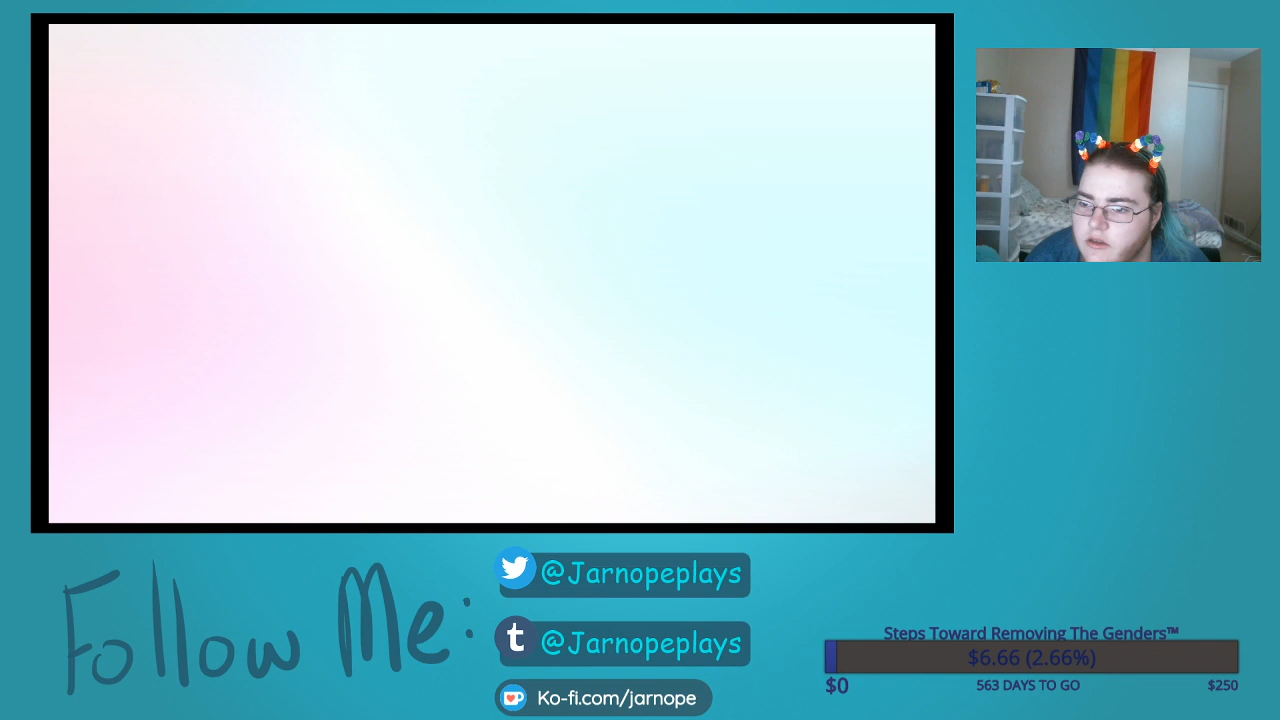 Follow Me:
@Jarnopeplays
@Jarnopeplays
Ko-fi.com/jarnope
Steps Toward Removing The Genders™
$6.66 (2.66%)
$0
563 DAYS TO GO
$250